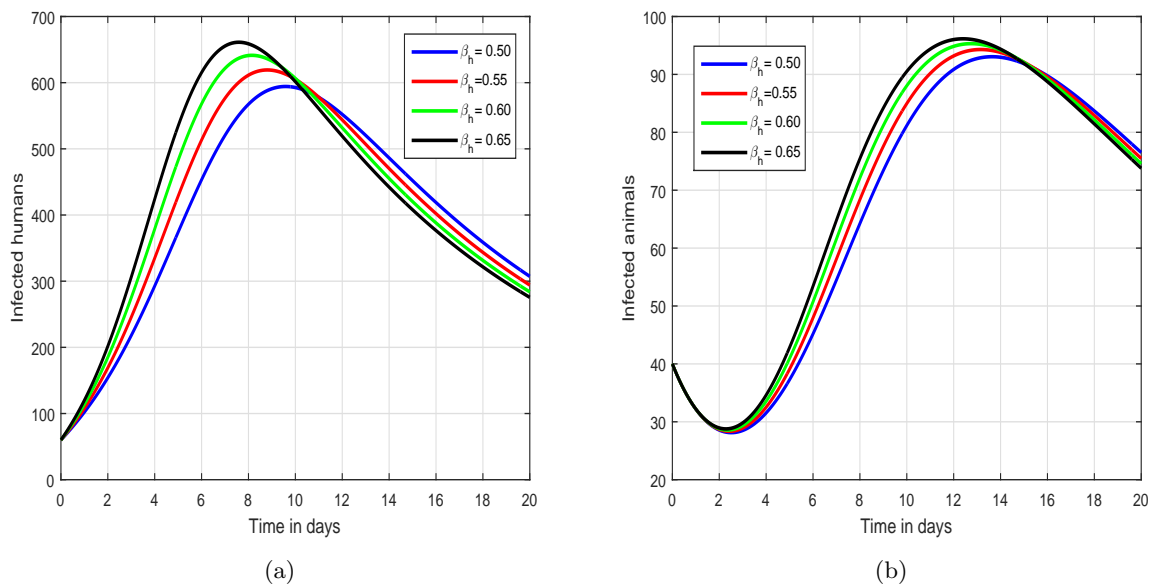 700
600
500
400
300
200
100
0
Infected humans
β_h = 0.50
β_h =0.55
β_h = 0.60
β_h = 0.65
0 2 4 6 8 10 12 14 16 18 20
Time in days
(a)
100
90
80
70
60
50
40
30
20
Infected animals
β_h = 0.50
β_h =0.55
β_h = 0.60
β_h = 0.65
0 2 4 6 8 10 12 14 16 18 20
Time in days
(b)